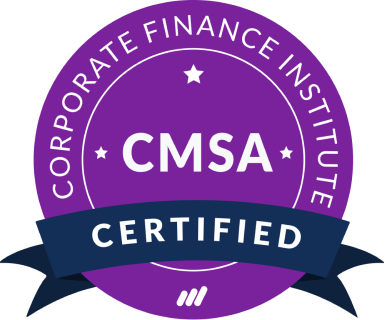 CORPORATE FINANCE INSTITUTE
CMSA
CERTIFIED